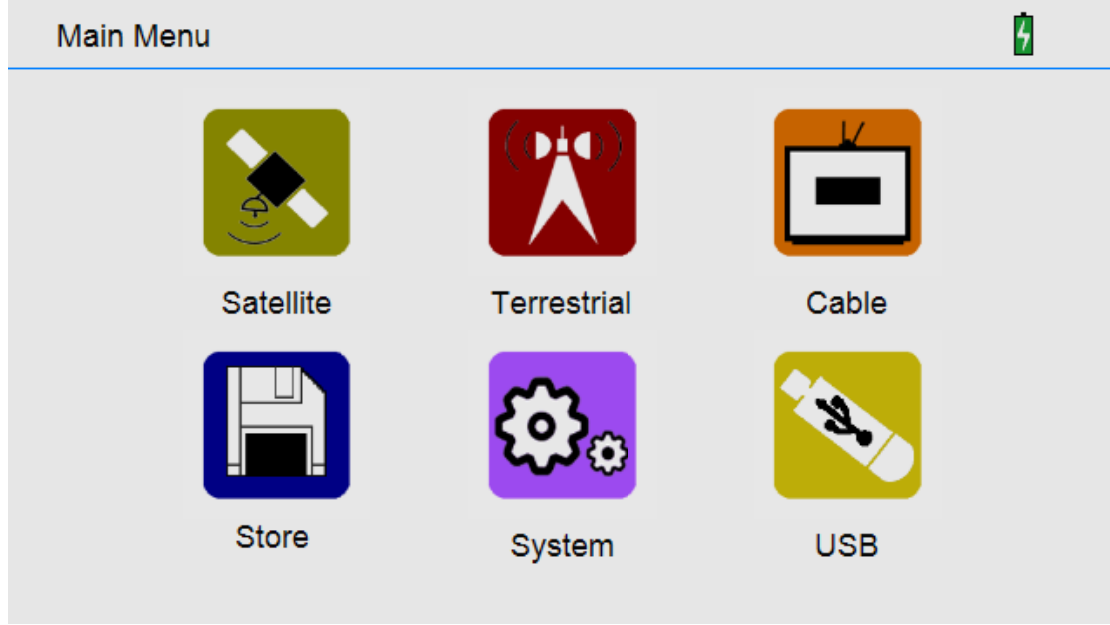 Main Menu
Satellite
Terrestrial
Cable
Store
System
USB